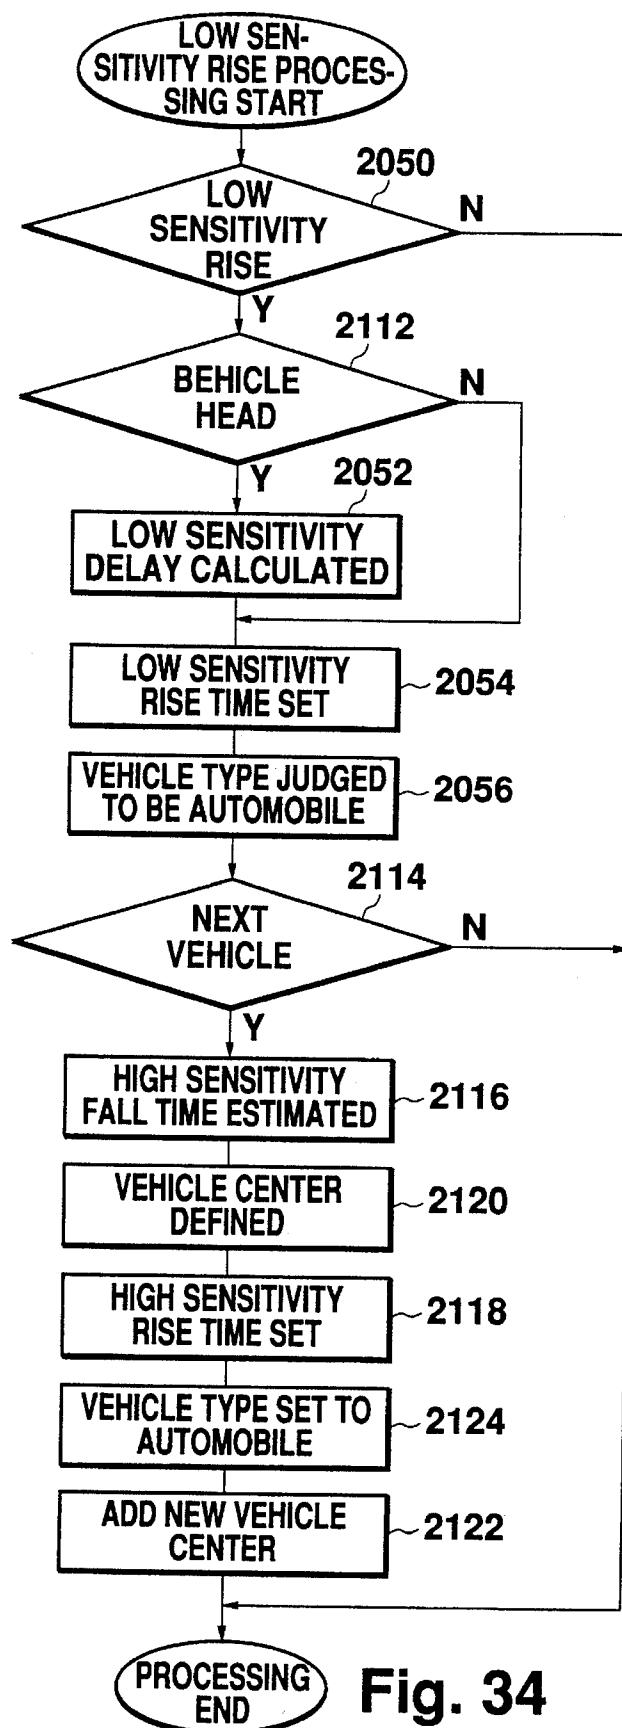 LOW SEN-
SITIVITY RISE PROCES-
SING START
2050
LOW
SENSITIVITY
RISE
N
Y
2112
BEHICLE
HEAD
N
Y
2052
LOW SENSITIVITY
DELAY CALCULATED
LOW SENSITIVITY
RISE TIME SET
2054
VEHICLE TYPE JUDGED
TO BE AUTOMOBILE
2056
2114
NEXT
VEHICLE
N
Y
HIGH SENSITIVITY
FALL TIME ESTIMATED
2116
VEHICLE CENTER
DEFINED
2120
HIGH SENSITIVITY
RISE TIME SET
2118
VEHICLE TYPE SET TO
AUTOMOBILE
2124
ADD NEW VEHICLE
CENTER
2122
PROCESSING
END
Fig. 34